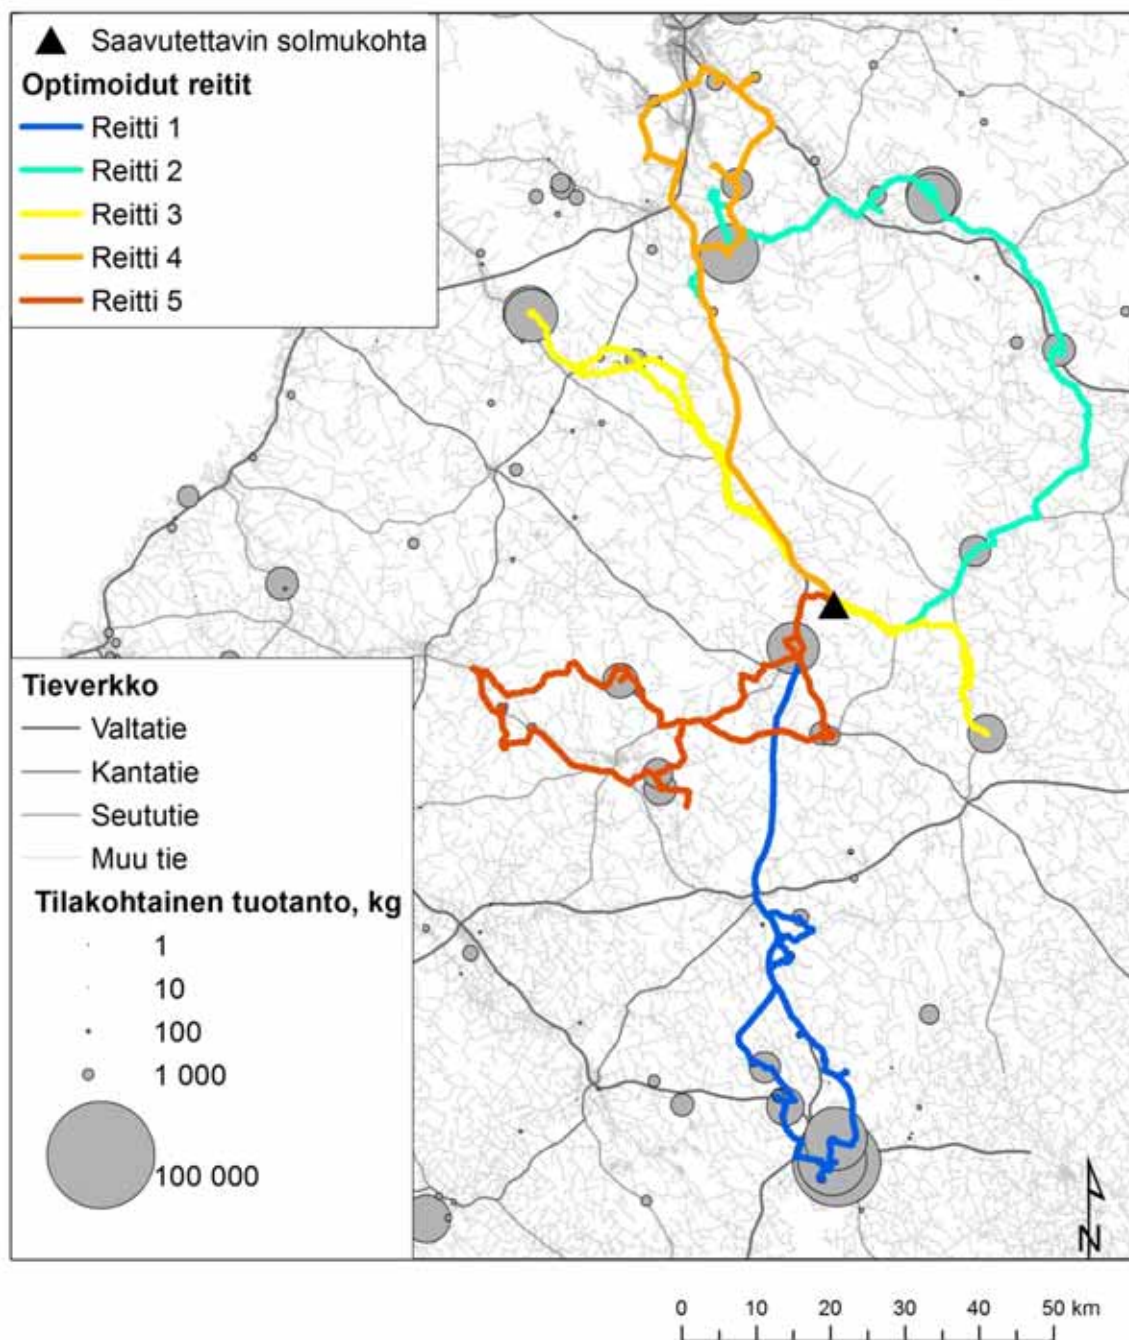 Saavutettavin solmukohta
Optimoidut reitit
Reitti 1
Reitti 2
Reitti 3
Reitti 4
Reitti 5
Tieverkko
Valtatie
Kantatie
Seututie
Muu tie
Tilakohtainen tuotanto, kg
1
10
100
1 000
100 000
N
0 10 20 30 40 50 km